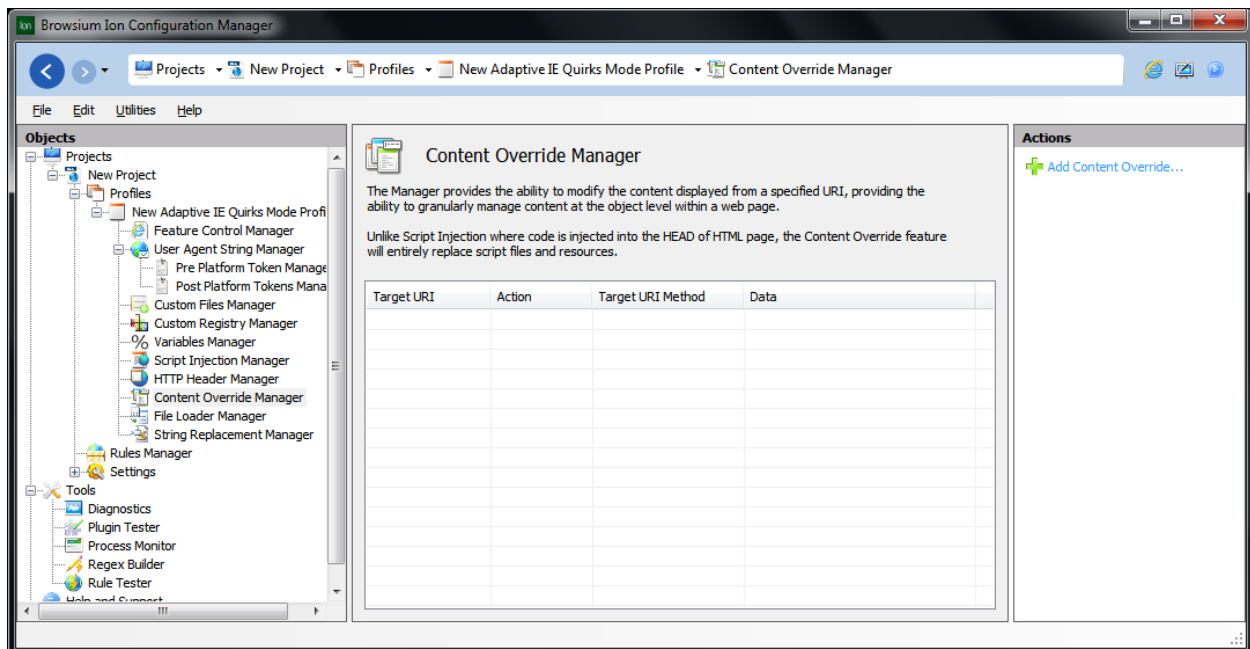 Ion Browsium Ion Configuration Manager
Projects New Project Profiles New Adaptive IE Quirks Mode Profile Content Override Manager
File Edit Utilities Help
Objects
Projects
New Project
Profiles
New Adaptive IE Quirks Mode Profi
Feature Control Manager
User Agent String Manager
Pre Platform Token Manage
Post Platform Tokens Mana
Custom Files Manager
Custom Registry Manager
Variables Manager
Script Injection Manager
HTTP Header Manager
Content Override Manager
File Loader Manager
String Replacement Manager
Rules Manager
Settings
Tools
Diagnostics
Plugin Tester
Process Monitor
Regex Builder
Rule Tester
Help and Support
Content Override Manager
The Manager provides the ability to modify the content displayed from a specified URI, providing the
ability to granularly manage content at the object level within a web page.
Unlike Script Injection where code is injected into the HEAD of HTML page, the Content Override feature
will entirely replace script files and resources.
Target URI Action Target URI Method Data
Actions
Add Content Override...